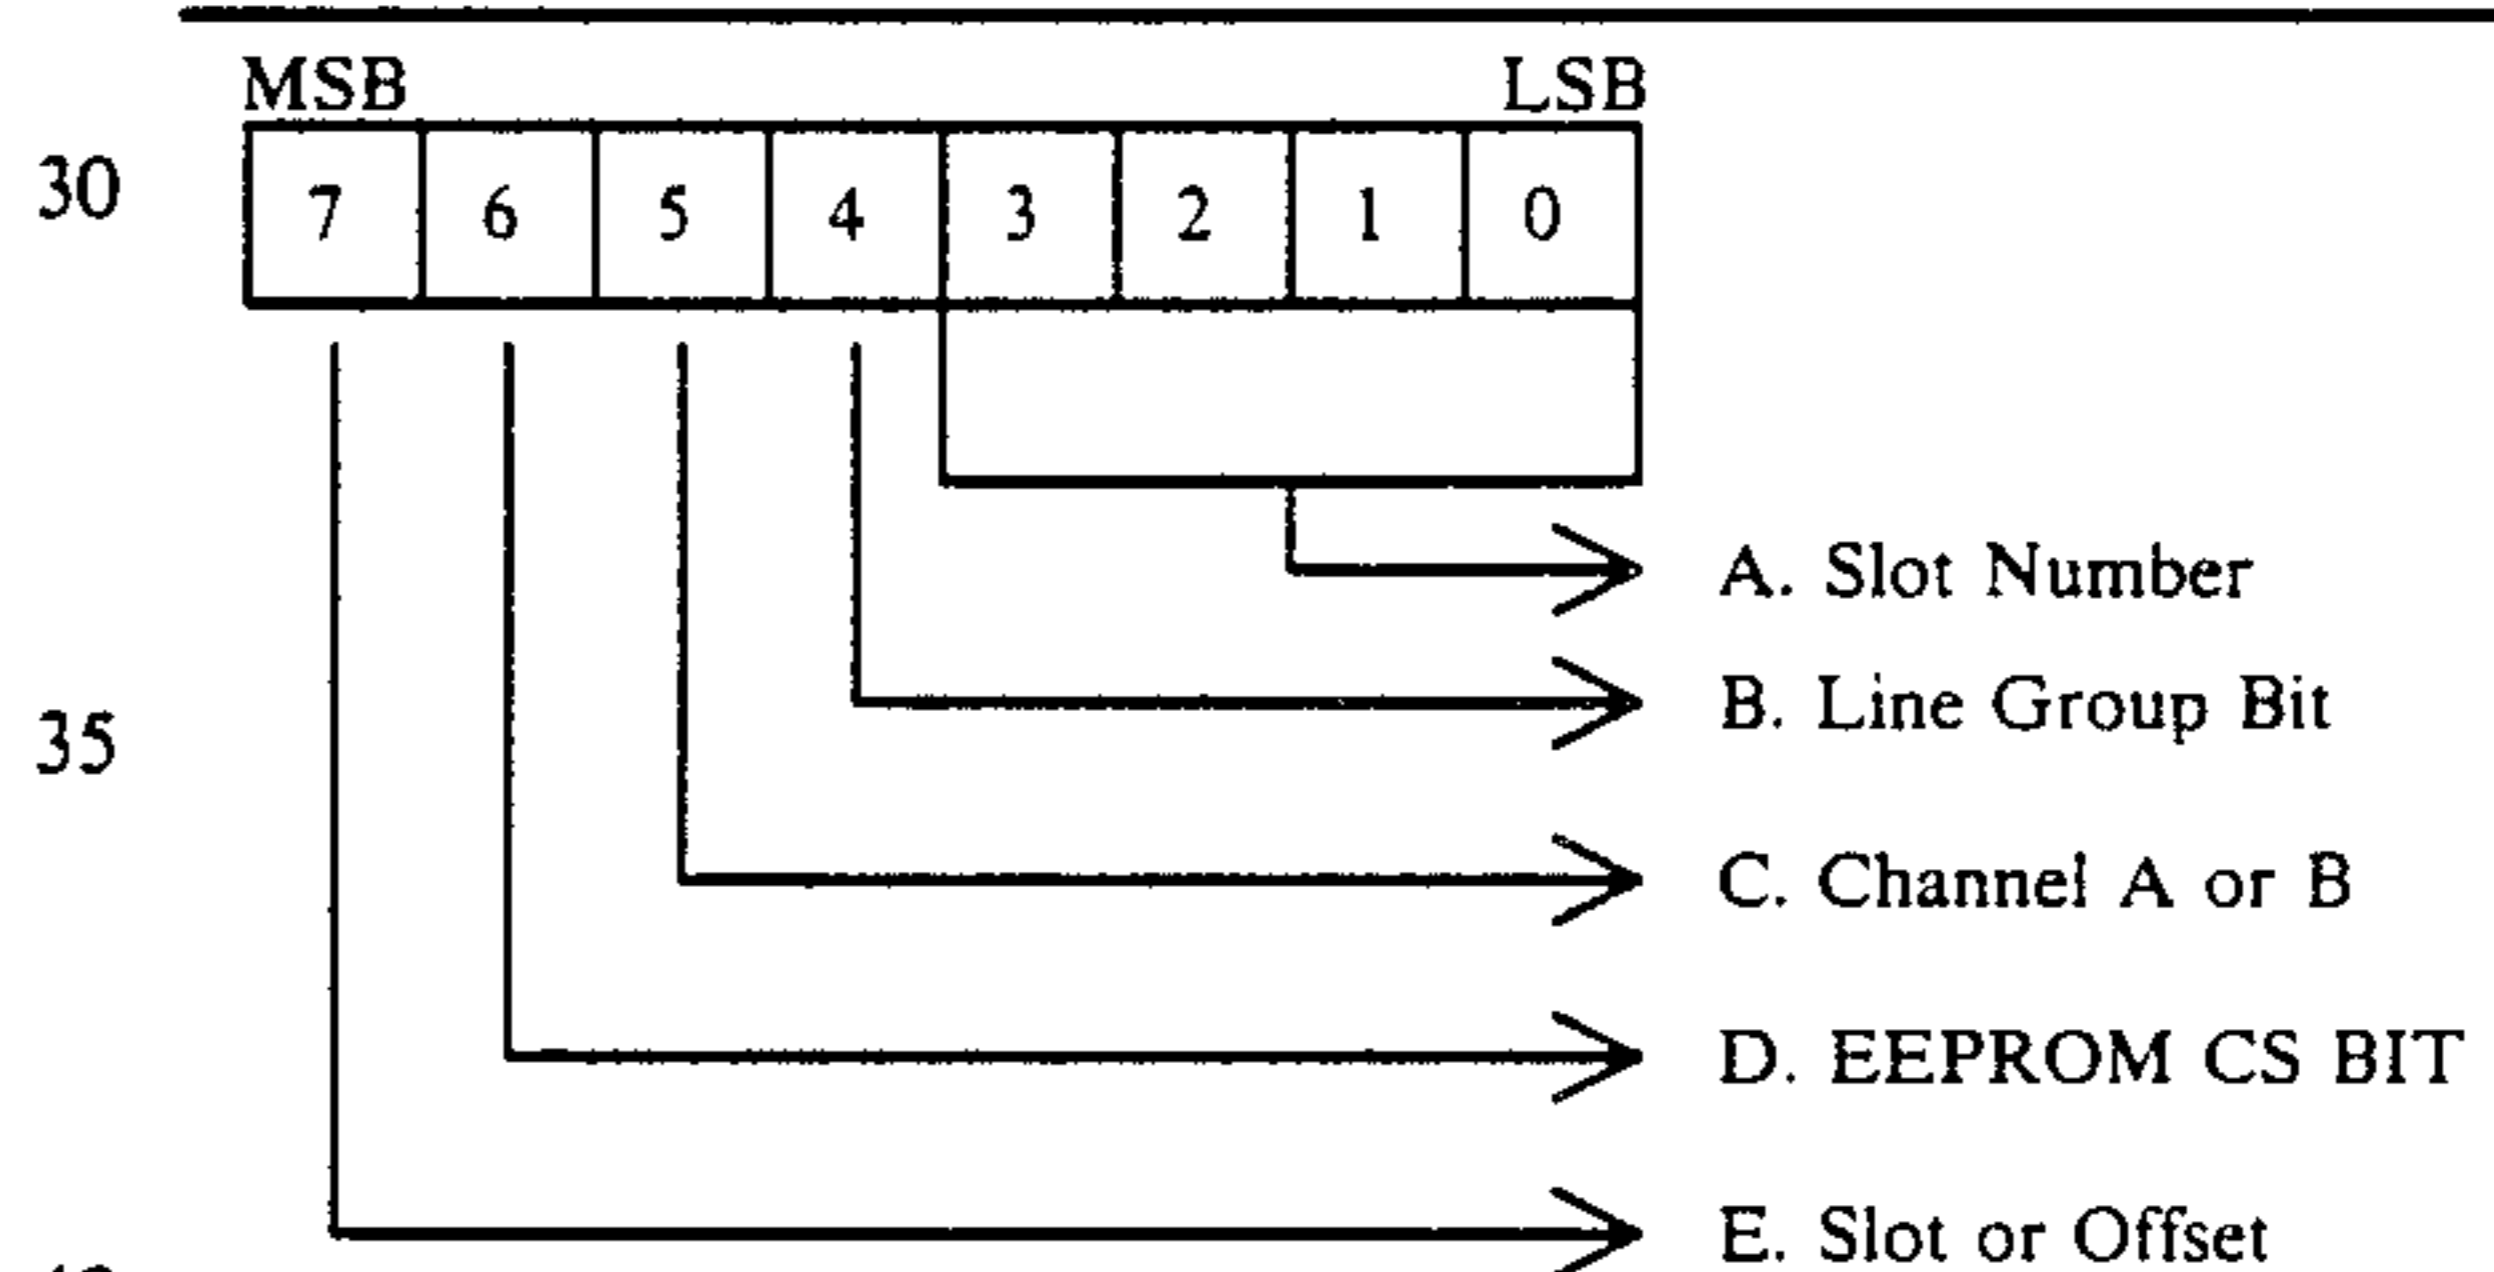 MSB LSB
30
7 6 5 4 3 2 1 0
A. Slot Number
B. Line Group Bit
35
C. Channel A or B
D. EEPROM CS BIT
E. Slot or Offset